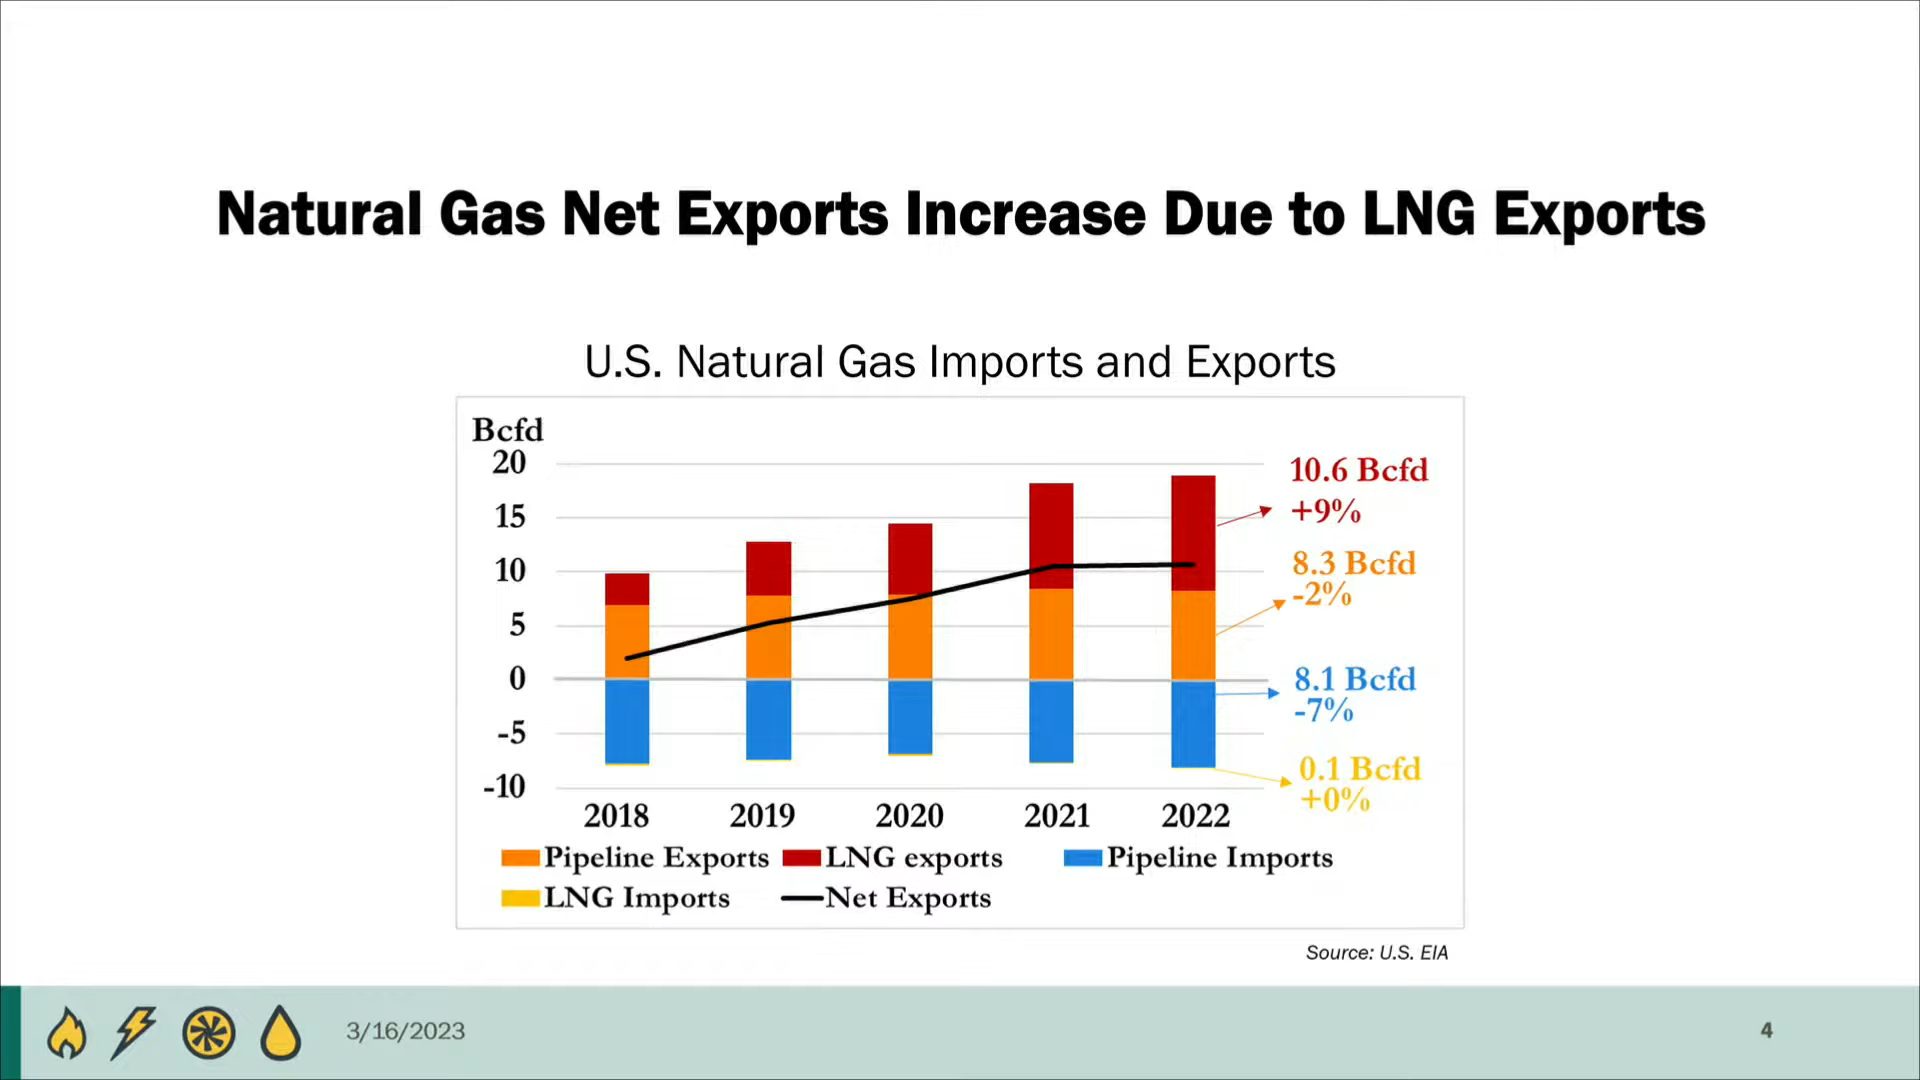 Natural Gas Net Exports Increase Due to LNG Exports
U.S. Natural Gas Imports and Exports
Bcfd
20
15
10
5
0
-5
-10
2018 2019 2020 2021 2022
10.6 Bcfd
+9%
8.3 Bcfd
-2%
8.1 Bcfd
-7%
0.1 Bcfd
+0%
Pipeline Exports LNG exports Pipeline Imports
LNG Imports Net Exports
Source: U.S. EIA
3/16/2023
4